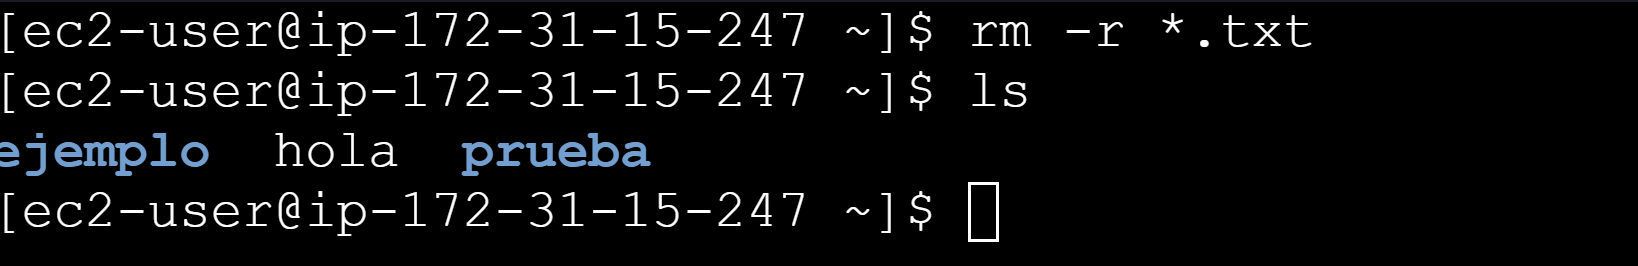 [ec2-user@ip-172-31-15-247 ~]$ rm -r *.txt
[ec2-user@ip-172-31-15-247 ~]$ ls
ejemplo  hola  prueba
[ec2-user@ip-172-31-15-247 ~]$